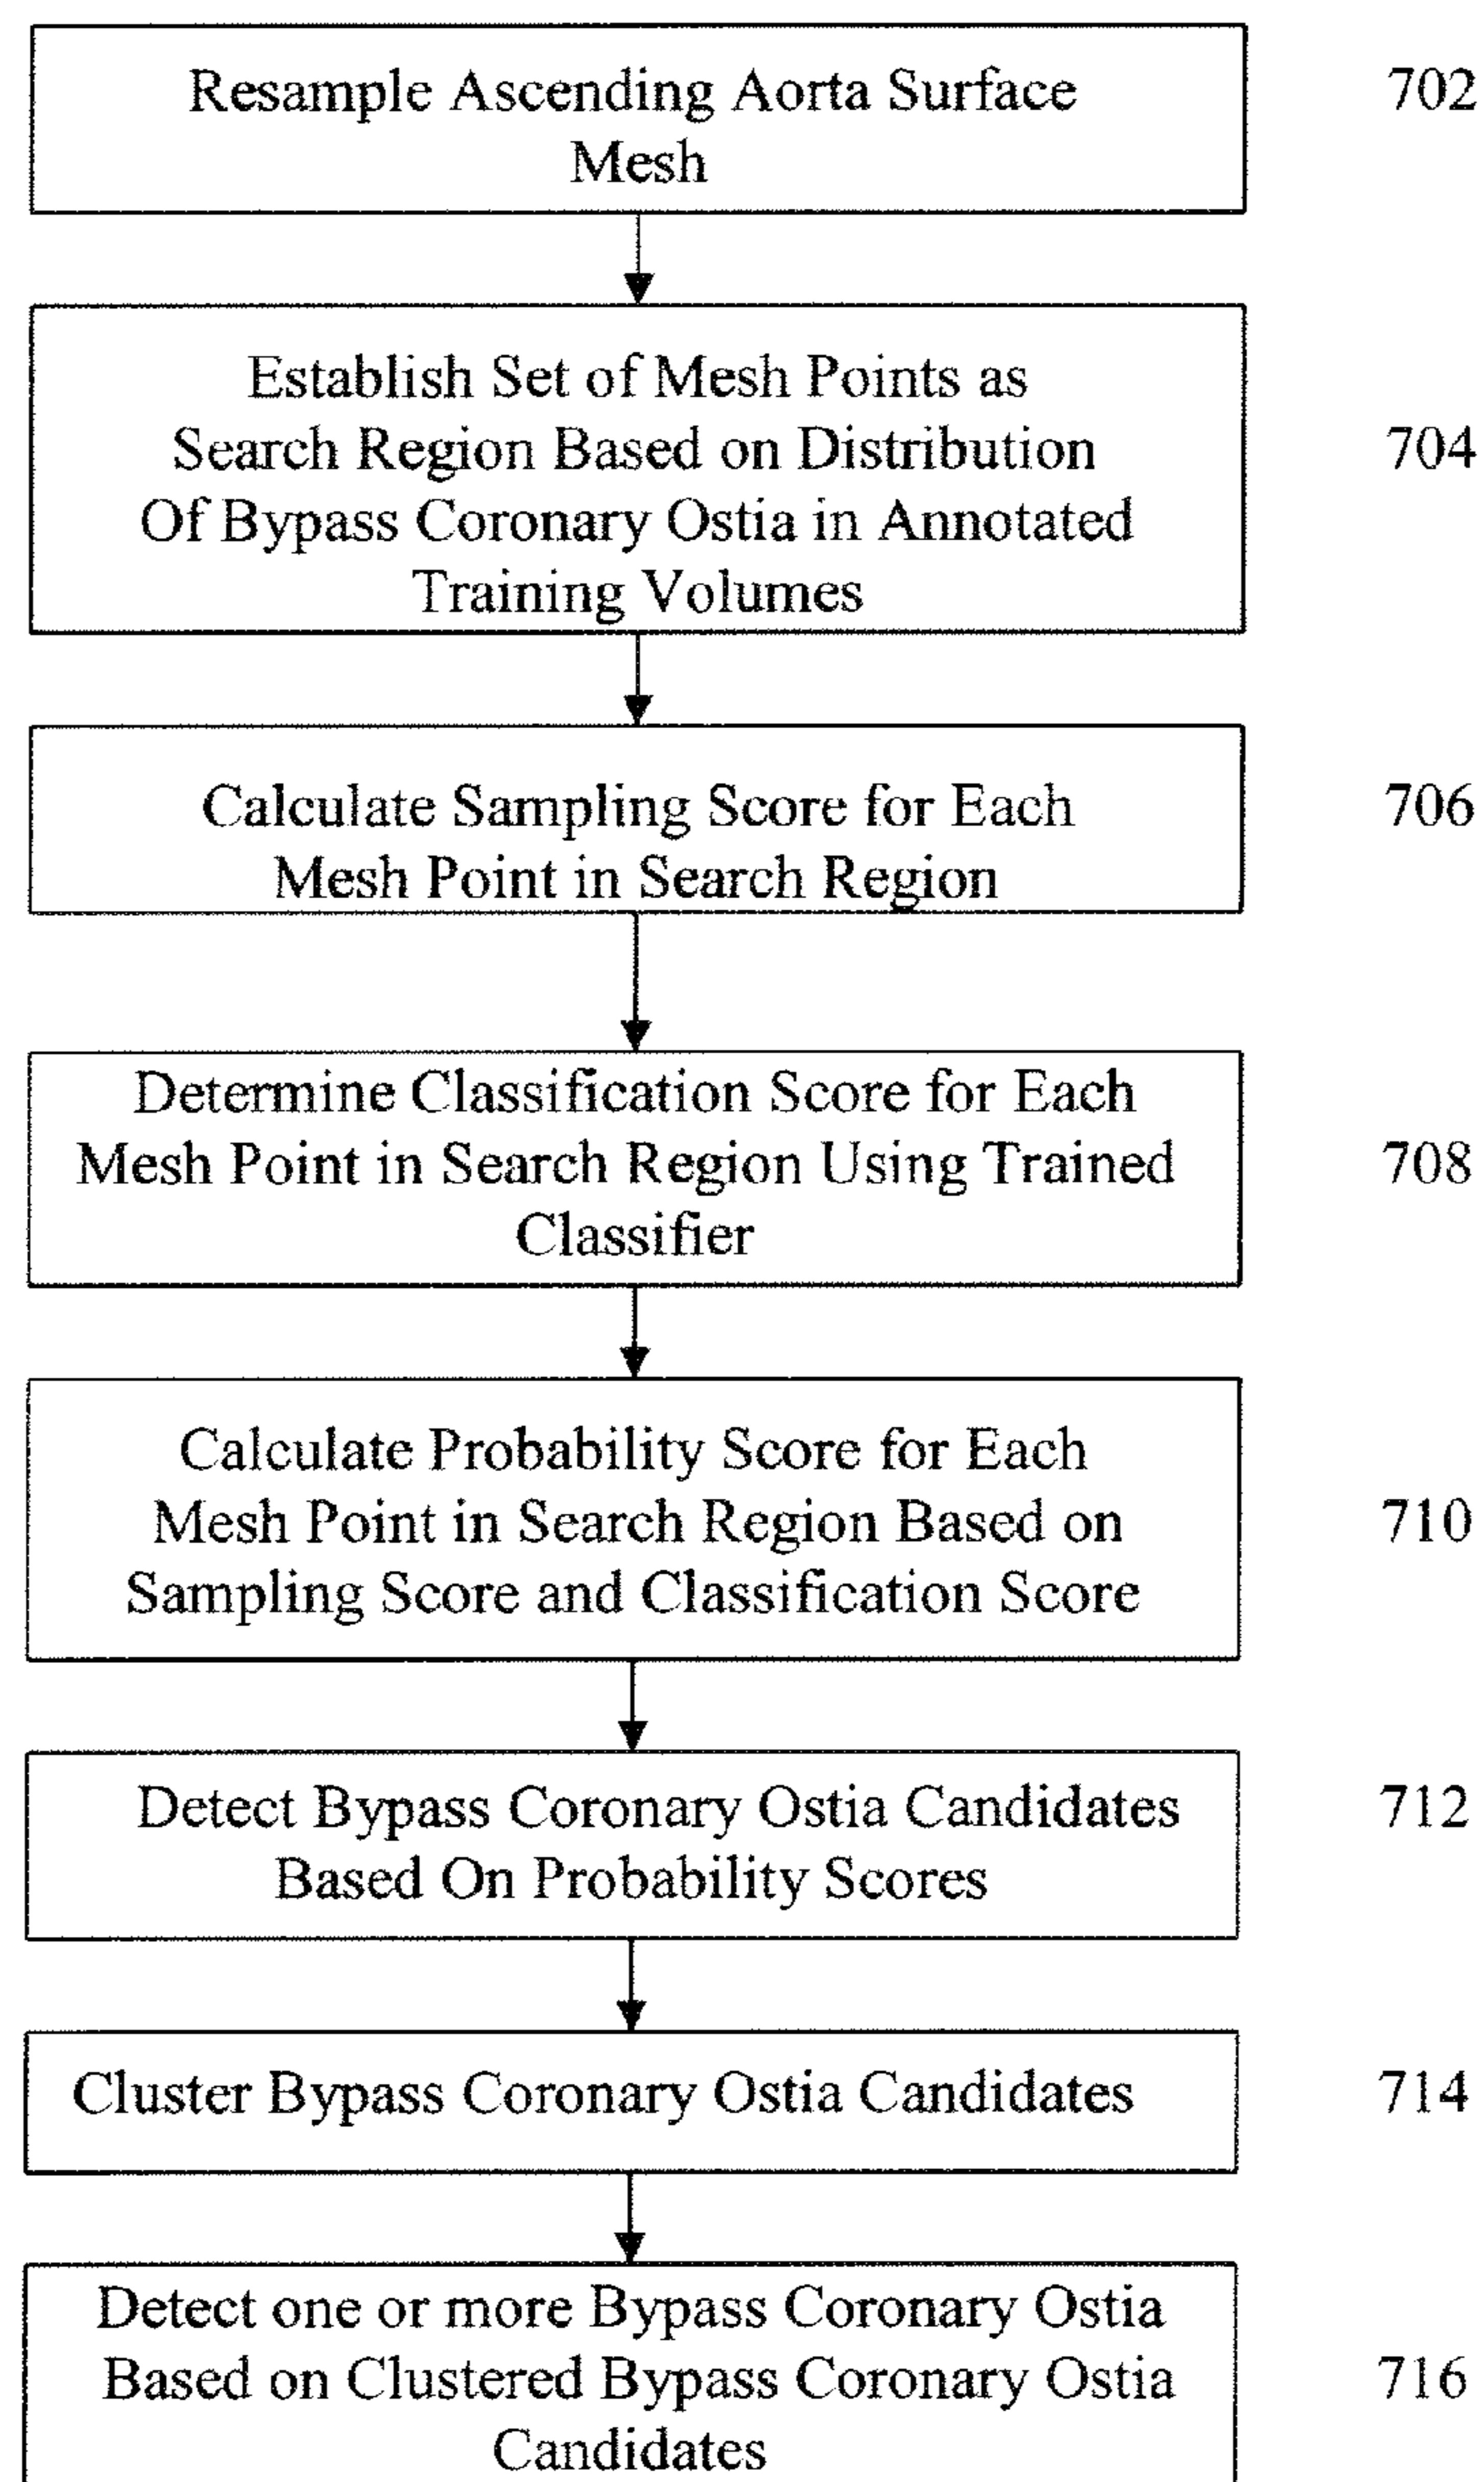 Resample Ascending Aorta Surface
Mesh
702
Establish Set of Mesh Points as
Search Region Based on Distribution
Of Bypass Coronary Ostia in Annotated
Training Volumes
704
Calculate Sampling Score for Each
Mesh Point in Search Region
706
Determine Classification Score for Each
Mesh Point in Search Region Using Trained
Classifier
708
Calculate Probability Score for Each
Mesh Point in Search Region Based on
Sampling Score and Classification Score
710
Detect Bypass Coronary Ostia Candidates
Based On Probability Scores
712
Cluster Bypass Coronary Ostia Candidates
714
Detect one or more Bypass Coronary Ostia
Based on Clustered Bypass Coronary Ostia
Candidates
716